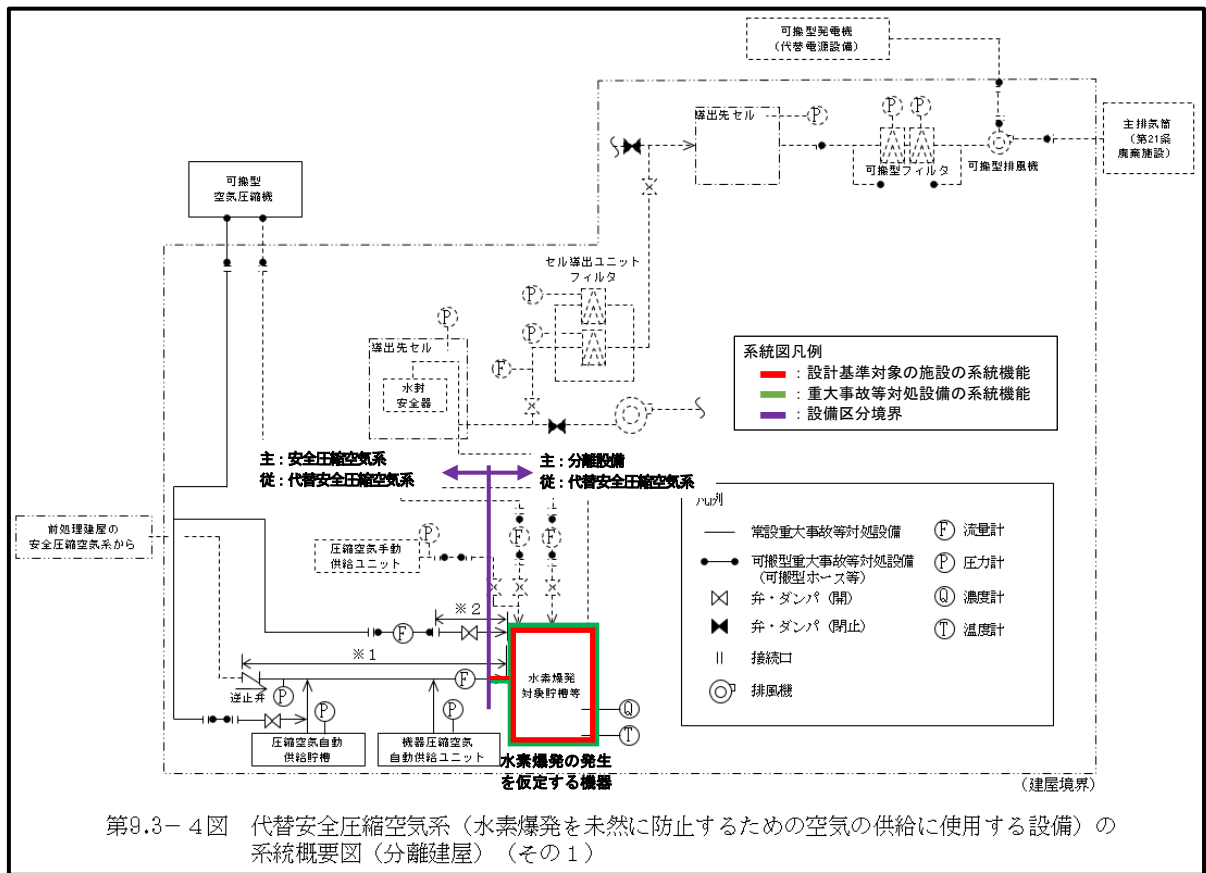 可搬型発電機
(代替電源設備)
導出先セル
P
P
P
主排気筒
(第21条
廃棄施設)
可搬型フィルタ
可搬型排風機
可搬型
空気圧縮機
セル導出ユニット
フィルタ
P
P
P
F
導出先セル
水封
安全器
系統図凡例
:設計基準対象の施設の系統機能
:重大事故等対処設備の系統機能
:設備区分境界
主:安全圧縮空気系
従:代替安全圧縮空気系
主:分離設備
従:代替安全圧縮空気系
前処理建屋の
安全圧縮空気系から
圧縮空気手動
供給ユニット
P
F
F
凡例
常設重大事故等対処設備
可搬型重大事故等対処設備
(可搬型ホース等)
弁・ダンパ(開)
弁・ダンパ(閉止)
接続口
排風機
F 流量計
P 圧力計
Q 濃度計
T 温度計
※2
F
※1
F
逆止弁
P
P
P
水素爆発
対象貯槽等
Q
T
圧縮空気自動
供給貯槽
機器圧縮空気
自動供給ユニット
水素爆発の発生
を仮定する機器
(建屋境界)
第9.3-4図 代替安全圧縮空気系(水素爆発を未然に防止するための空気の供給に使用する設備)の
系統概要図(分離建屋)(その1)